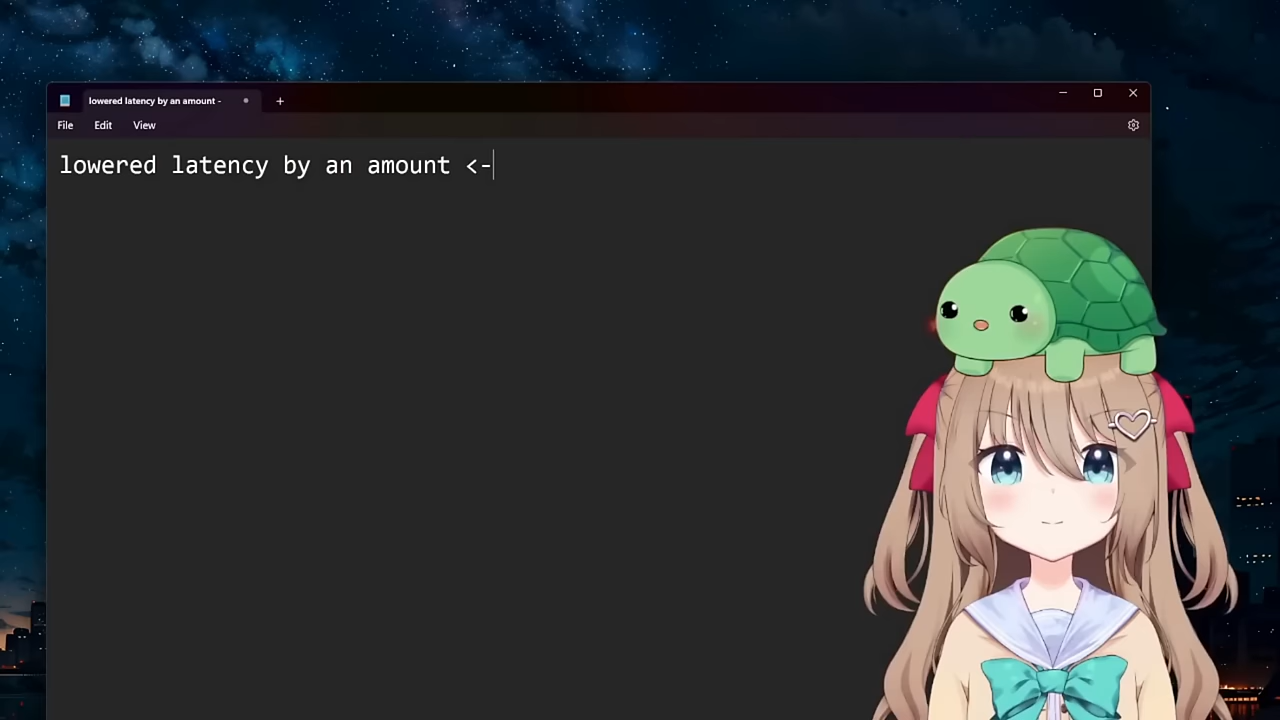 lowered latency by an amount -
File Edit View
lowered latency by an amount <-